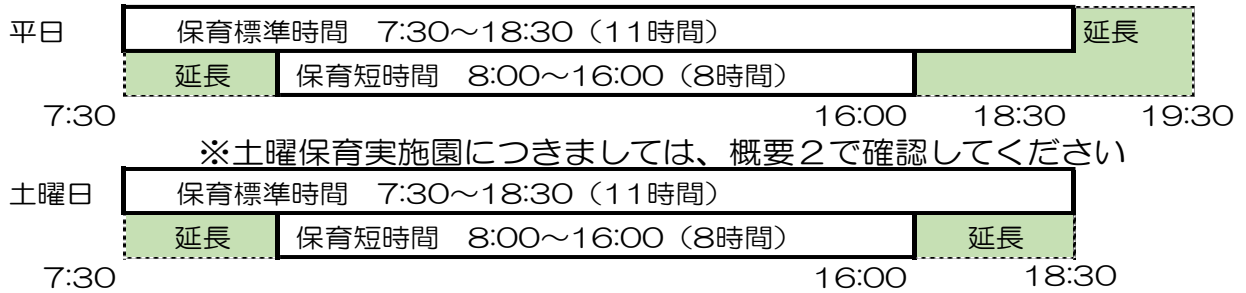 平日 保育標準時間 7:30～18:30（11時間） 延長
延長 保育短時間 8:00～16:00（8時間）
7:30 16:00 18:30 19:30
※土曜保育実施園につきましては、概要２で確認してください
土曜日 保育標準時間 7:30～18:30（11時間）
延長 保育短時間 8:00～16:00（8時間） 延長
7:30 16:00 18:30